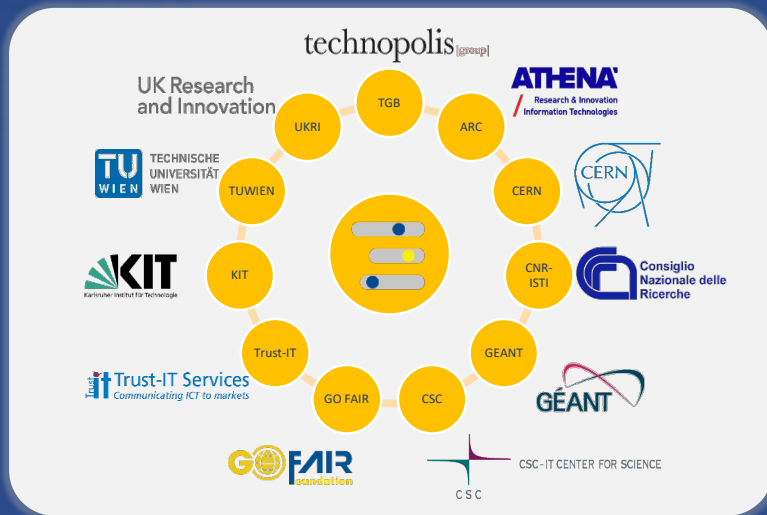 technopolis |group|
UK Research
and Innovation
ATHENA
Research & Innovation
Information Technologies
TGB
UKRI
ARC
TU
WIEN
TECHNISCHE
UNIVERSITÄT
WIEN
TUWIEN
CERN
CERN
KIT
Karlsruher Institut für Technologie
KIT
CNR-
ISTI
Consiglio
Nazionale delle
Ricerche
Trust-IT
GEANT
Trust it Trust-IT Services
Communicating ICT to markets
GO FAIR
CSC
GÉANT
GO FAIR
foundation
CSC
CSC-IT CENTER FOR SCIENCE